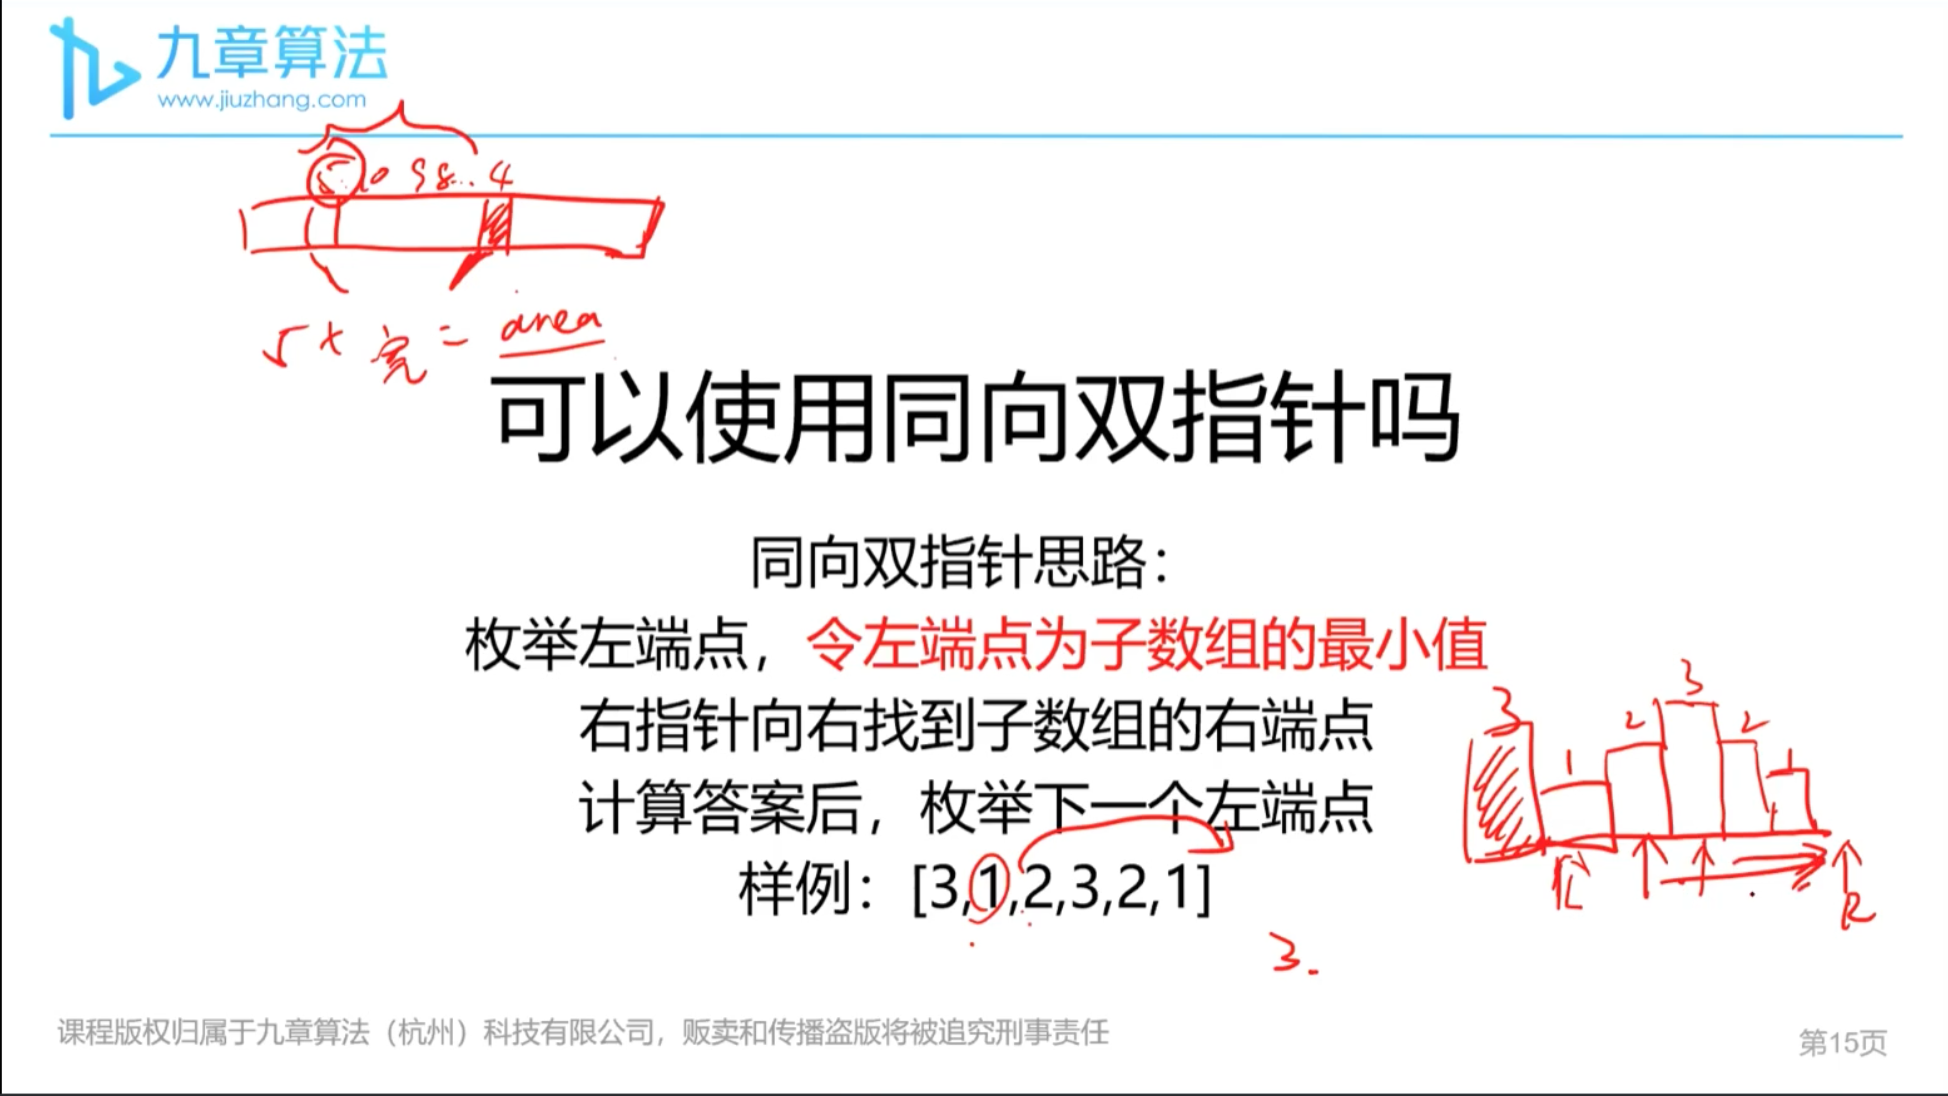 九章算法
www.jiuzhang.com
5 10 9 8... 4
5 × 宽 = area
可以使用同向双指针吗
同向双指针思路：
枚举左端点，令左端点为子数组的最小值
右指针向右找到子数组的右端点
计算答案后，枚举下一个左端点
样例：[3,1,2,3,2,1]
3 1 2 3 2 1
L R
3.
课程版权归属于九章算法（杭州）科技有限公司，贩卖和传播盗版将被追究刑事责任
第15页